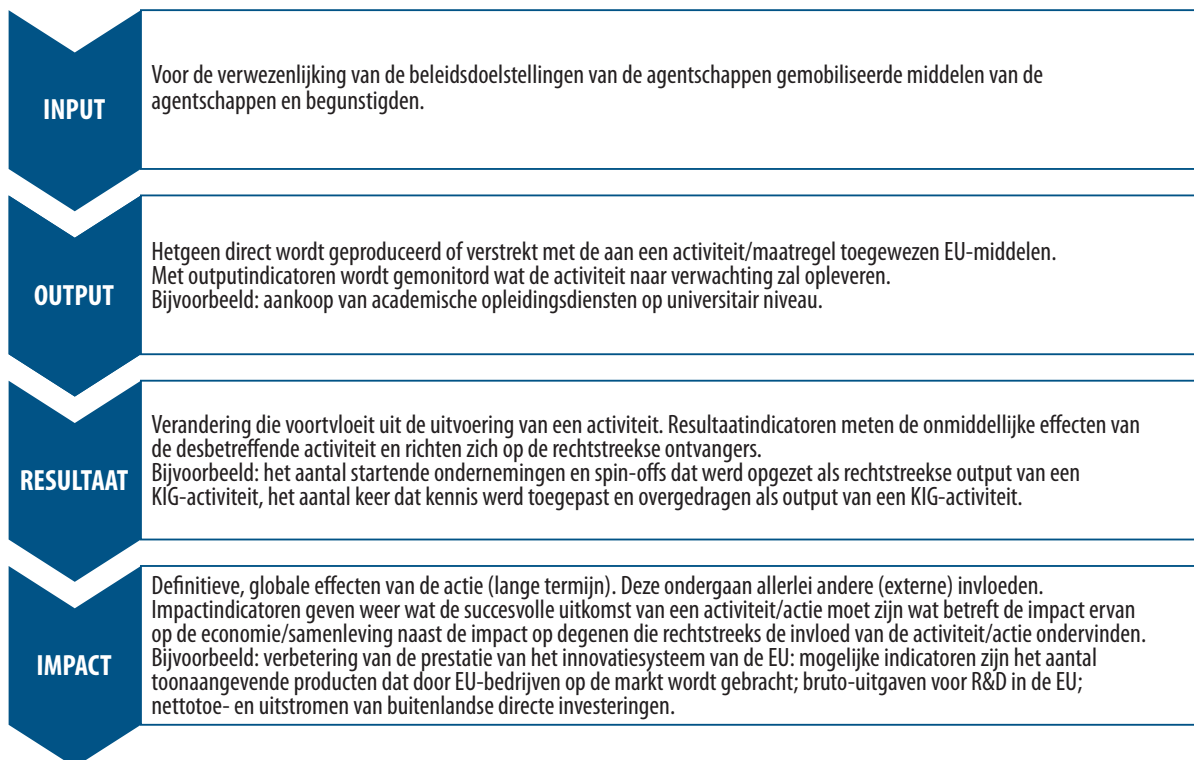 INPUT
Voor de verwezenlijking van de beleidsdoelstellingen van de agentschappen gemobiliseerde middelen van de
agentschappen en begunstigden.
OUTPUT
Hetgeen direct wordt geproduceerd of verstrekt met de aan een activiteit/maatregel toegewezen EU-middelen.
Met outputindicatoren wordt gemonitord wat de activiteit naar verwachting zal opleveren.
Bijvoorbeeld: aankoop van academische opleidingsdiensten op universitair niveau.
RESULTAAT
Verandering die voortvloeit uit de uitvoering van een activiteit. Resultaatindicatoren meten de onmiddellijke effecten van
de desbetreffende activiteit en richten zich op de rechtstreekse ontvangers.
Bijvoorbeeld: het aantal startende ondernemingen en spin-offs dat werd opgezet als rechtstreekse output van een
KIG-activiteit, het aantal keer dat kennis werd toegepast en overgedragen als output van een KIG-activiteit.
IMPACT
Definitieve, globale effecten van de actie (lange termijn). Deze ondergaan allerlei andere (externe) invloeden.
Impactindicatoren geven weer wat de succesvolle uitkomst van een activiteit/actie moet zijn wat betreft de impact ervan
op de economie/samenleving naast de impact op degenen die rechtstreeks de invloed van de activiteit/actie ondervinden.
Bijvoorbeeld: verbetering van de prestatie van het innovatiesysteem van de EU: mogelijke indicatoren zijn het aantal
toonaangevende producten dat door EU-bedrijven op de markt wordt gebracht; bruto-uitgaven voor R&D in de EU;
nettotoe- en uitstromen van buitenlandse directe investeringen.